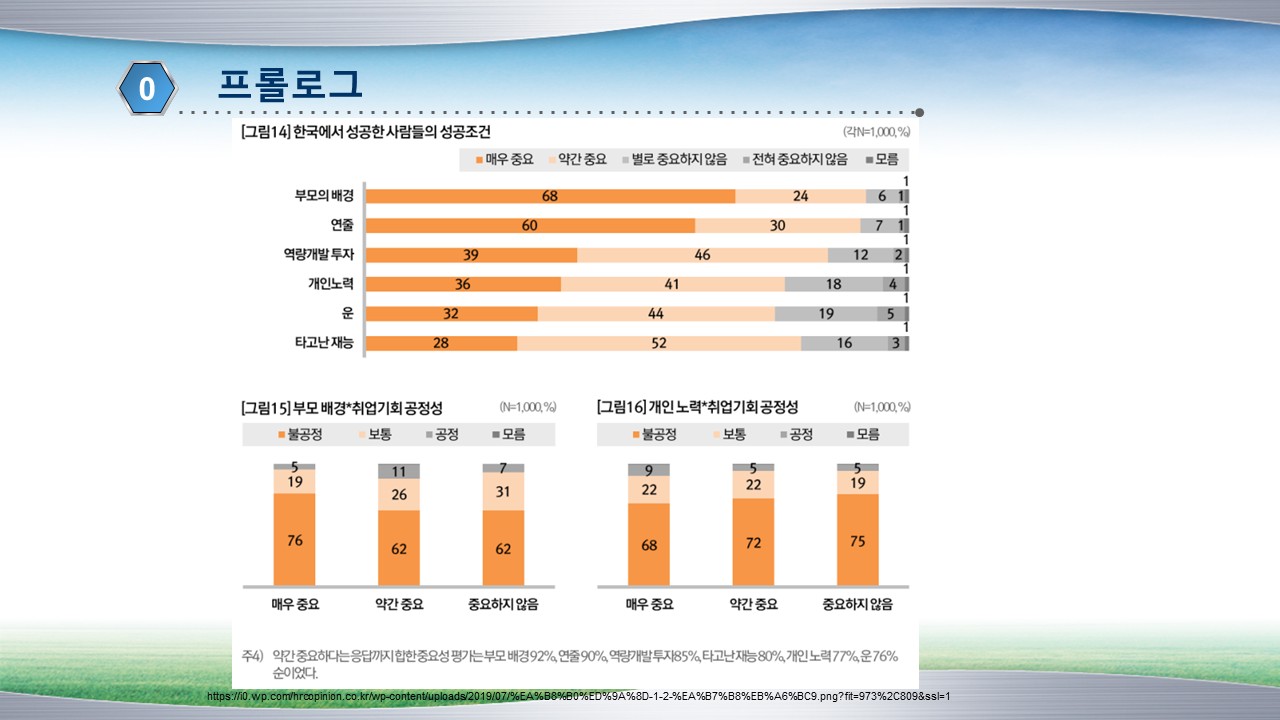 0
프롤로그
[그림14] 한국에서 성공한 사람들의 성공조건 (각N=1,000, %)
매우 중요 약간 중요 별로 중요하지 않음 전혀 중요하지 않음 모름
부모의 배경 68 24 6 1 1
연줄 60 30 7 1 1
역량개발 투자 39 46 12 2 1
개인노력 36 41 18 4 1
운 32 44 19 5 1
타고난 재능 28 52 16 3 1
[그림15] 부모 배경*취업기회 공정성 (N=1,000, %)
불공정 보통 공정 모름
5 11 7
19 26 31
76 62 62
매우 중요 약간 중요 중요하지 않음
[그림16] 개인 노력*취업기회 공정성 (N=1,000, %)
불공정 보통 공정 모름
9 5 5
22 22 19
68 72 75
매우 중요 약간 중요 중요하지 않음
주4) 약간 중요하다는 응답까지 합한 중요성 평가는 부모 배경 92%, 연줄 90%, 역량개발 투자 85%, 타고난 재능 80%, 개인 노력 77%, 운 76%
순이었다.
https://i0.wp.com/hrcopinion.co.kr/wp-content/uploads/2019/07/%EA%B8%B0%ED%9A%8D-1-2-%EA%B7%B8%EB%A6%BC9.png?fit=973%2C809&ssl=1